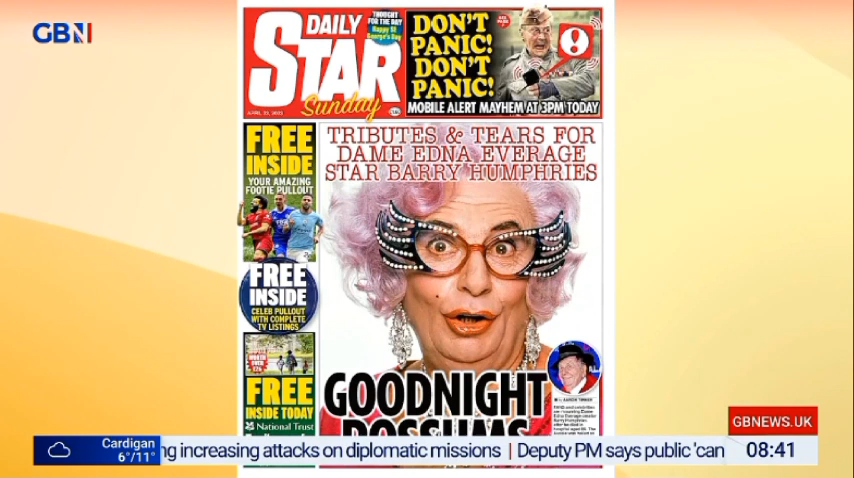 GBN
DAILY
STAR
Sunday
THOUGHT
FOR THE DAY
Happy St
George's Day
DON'T
PANIC!
DON'T
PANIC!
MOBILE ALERT MAYHEM AT 3PM TODAY
FREE
INSIDE
YOUR AMAZING
FOOTIE PULLOUT
FREE
INSIDE
CELEB PULLOUT
WITH COMPLETE
TV LISTINGS
FREE
INSIDE TODAY
National Trust
TRIBUTES & TEARS FOR
DAME EDNA EVERAGE
STAR BARRY HUMPHRIES
GOODNIGHT
POSSUMS
GBNEWS.UK
Cardigan
6°/11°
ng increasing attacks on diplomatic missions | Deputy PM says public 'can
08:41